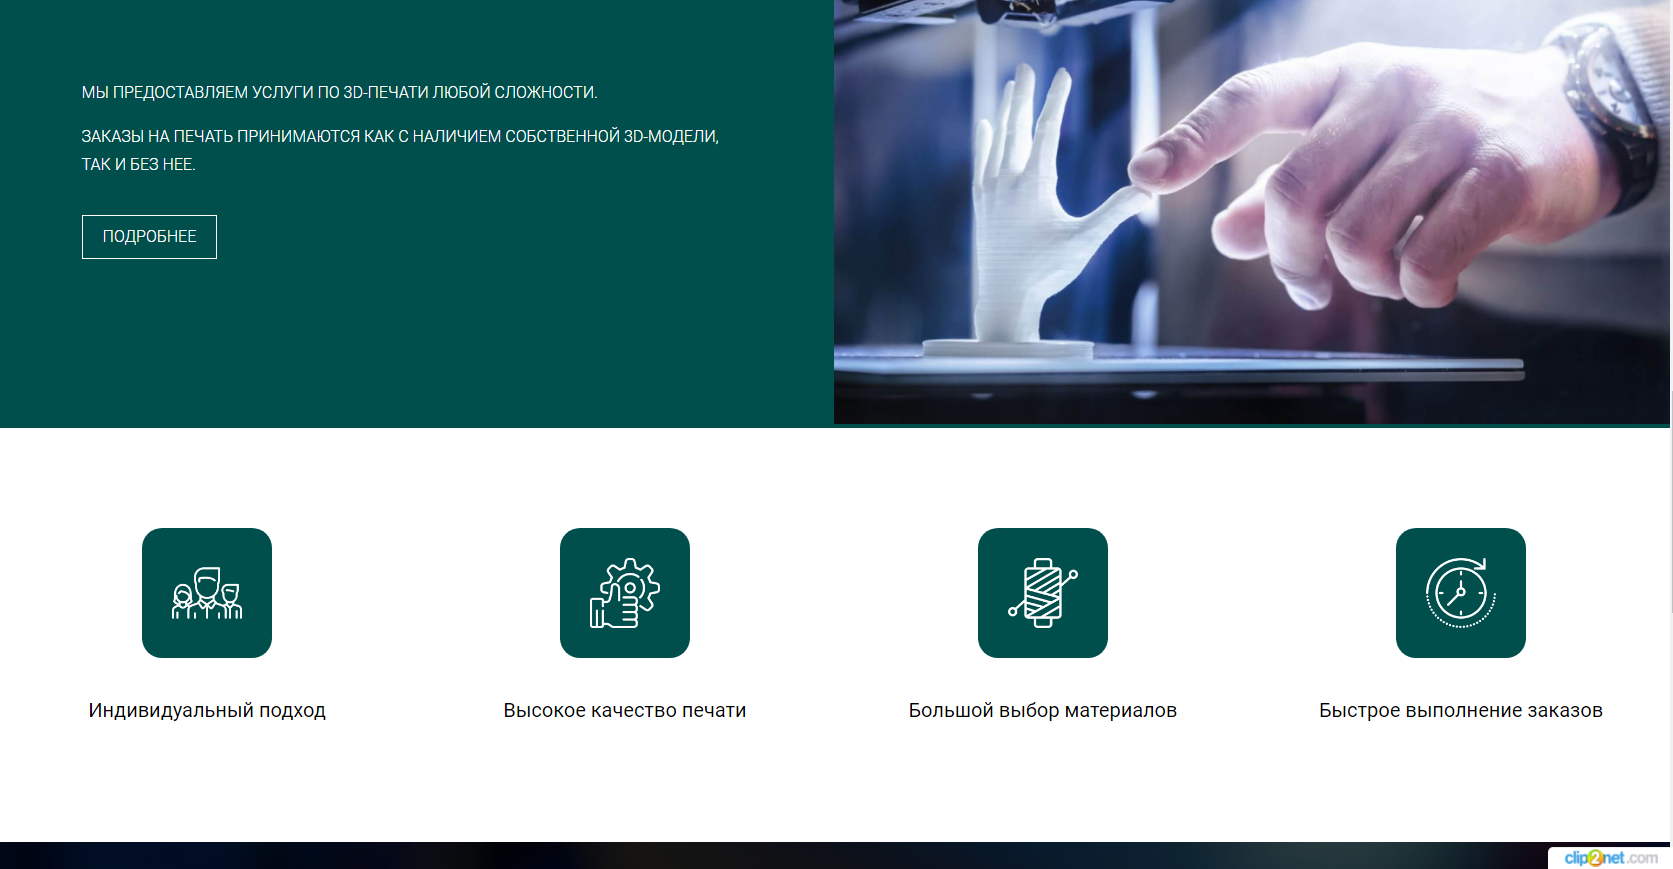 МЫ ПРЕДОСТАВЛЯЕМ УСЛУГИ ПО 3D-ПЕЧАТИ ЛЮБОЙ СЛОЖНОСТИ.
ЗАКАЗЫ НА ПЕЧАТЬ ПРИНИМАЮТСЯ КАК С НАЛИЧИЕМ СОБСТВЕННОЙ 3D-МОДЕЛИ,
ТАК И БЕЗ НЕЕ.
ПОДРОБНЕЕ
Индивидуальный подход
Высокое качество печати
Большой выбор материалов
Быстрое выполнение заказов
clip2net.com